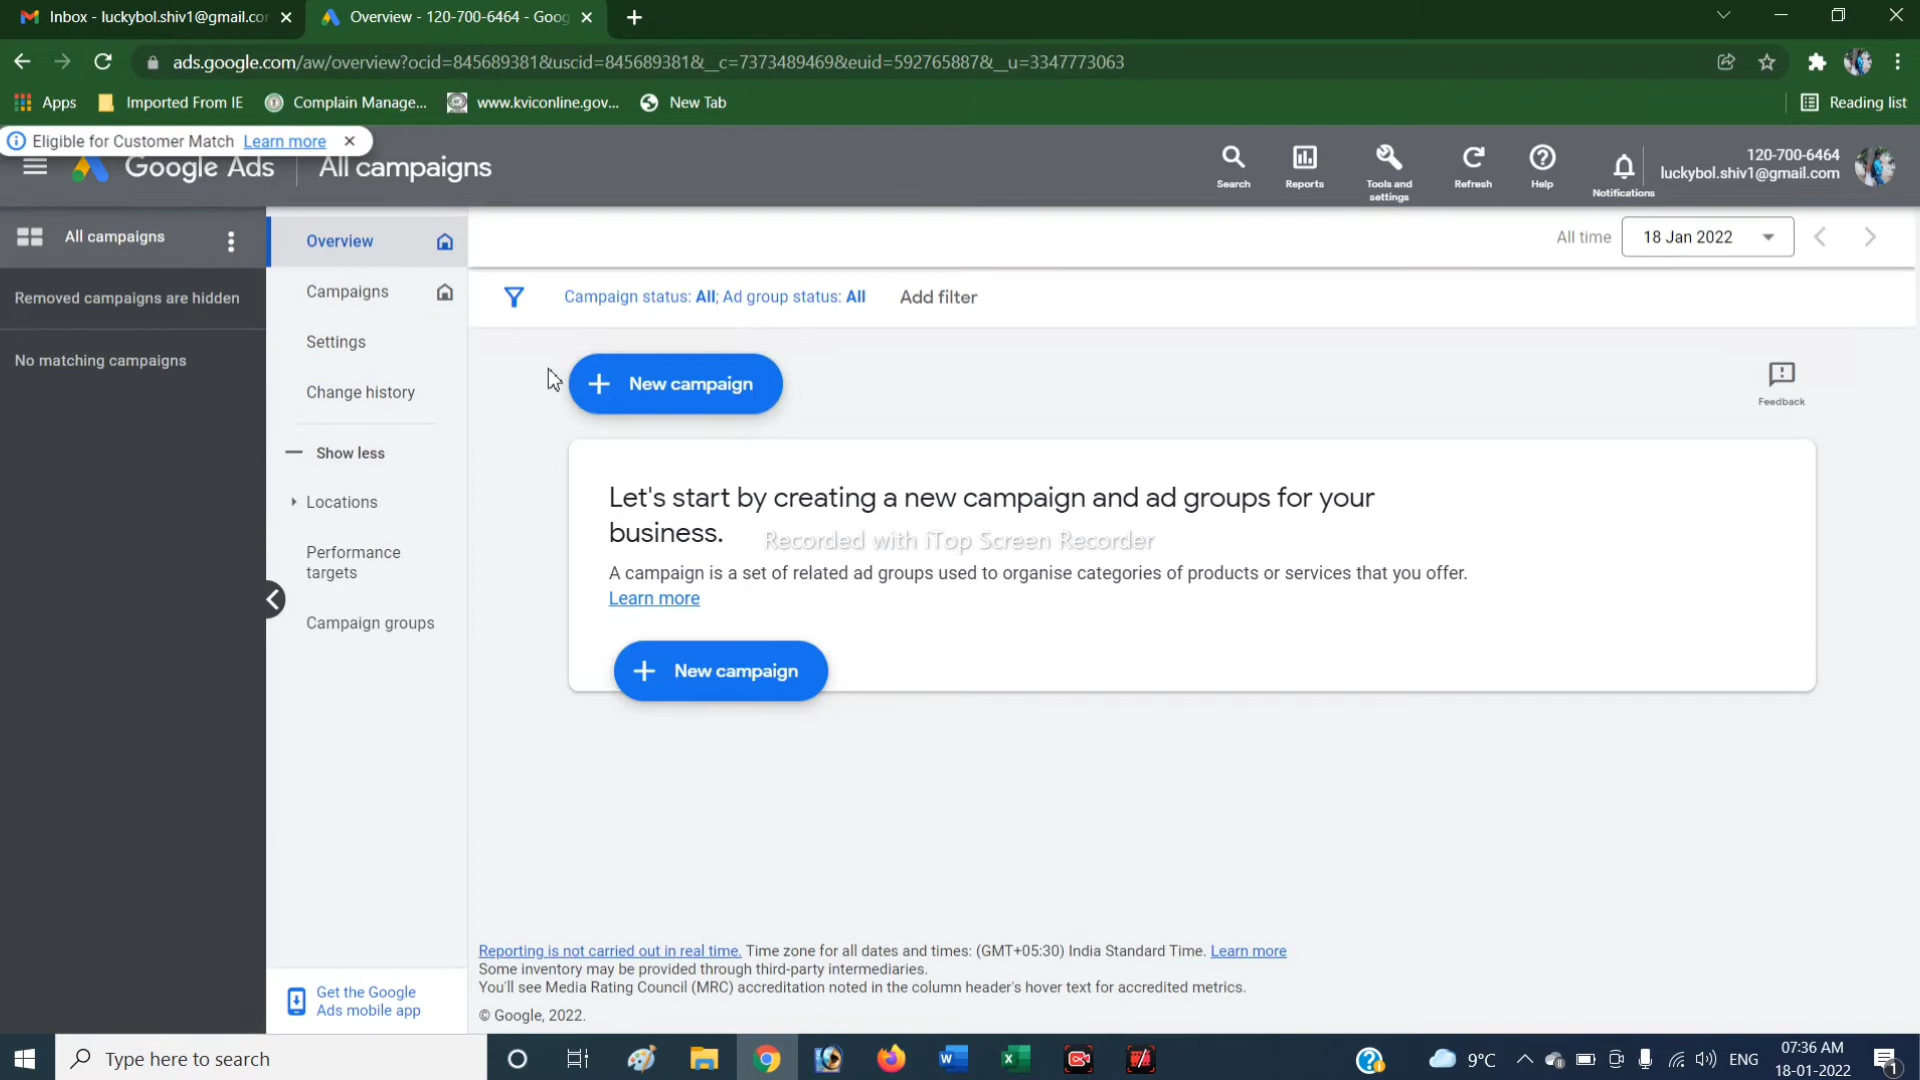 Inbox - luckybol.shiv1@gmail.cor
Overview - 120-700-6464 - Goog
ads.google.com/aw/overview?ocid=845689381&uscid=845689381&__c=7373489469&euid=592765887&__u=3347773063
Apps
Imported From IE
Complain Manage...
www.kviconline.gov...
New Tab
Reading list
Eligible for Customer Match Learn more
Google Ads
All campaigns
Search
Reports
Tools and
settings
Refresh
Help
Notifications
120-700-6464
luckybol.shiv1@gmail.com
All campaigns
Removed campaigns are hidden
No matching campaigns
Overview
Campaigns
Settings
Change history
Show less
Locations
Performance
targets
Campaign groups
Get the Google
Ads mobile app
All time
18 Jan 2022
Campaign status: All; Ad group status: All
Add filter
New campaign
Feedback
Let's start by creating a new campaign and ad groups for your
business.
Recorded with iTop Screen Recorder
A campaign is a set of related ad groups used to organise categories of products or services that you offer.
Learn more
New campaign
Reporting is not carried out in real time. Time zone for all dates and times: (GMT+05:30) India Standard Time. Learn more
Some inventory may be provided through third-party intermediaries.
You'll see Media Rating Council (MRC) accreditation noted in the column header's hover text for accredited metrics.
© Google, 2022.
Type here to search
9°C
ENG
07:36 AM
18-01-2022
1